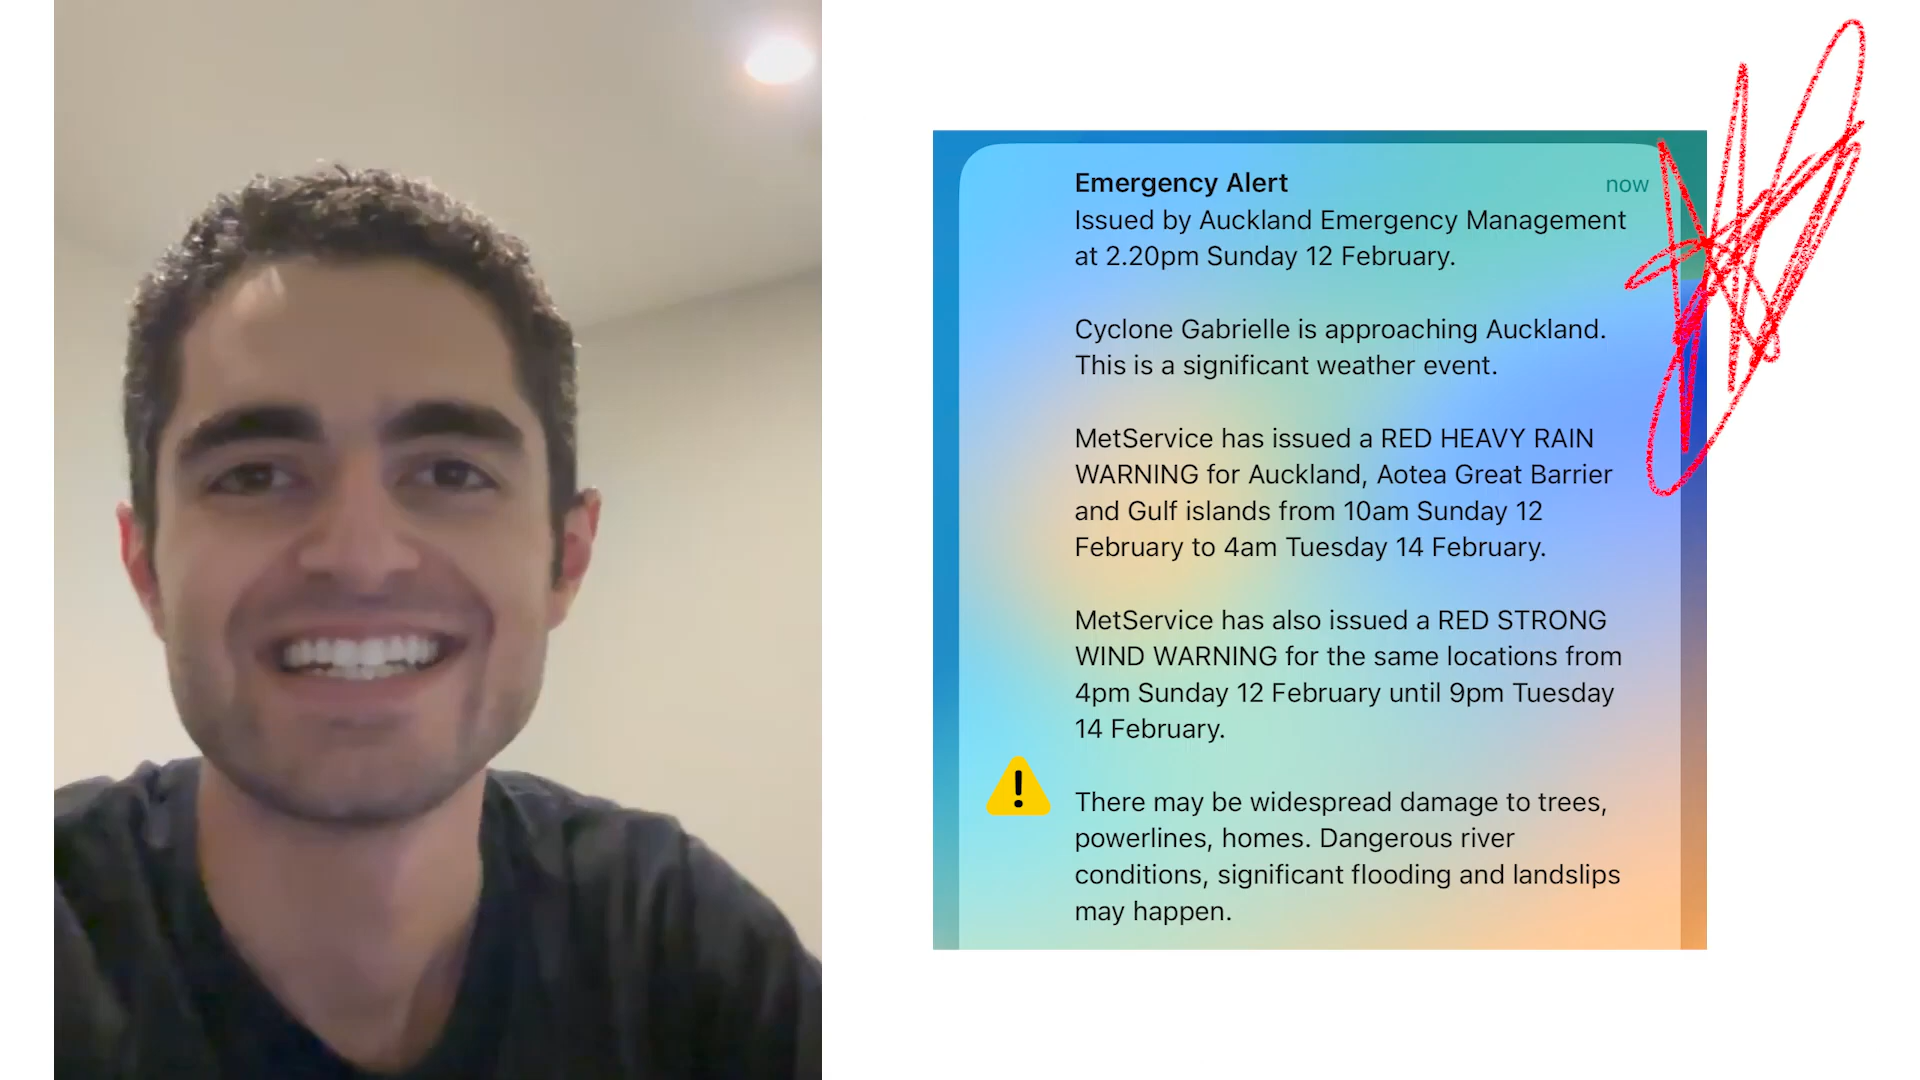 Emergency Alert
now
Issued by Auckland Emergency Management
at 2.20pm Sunday 12 February.
Cyclone Gabrielle is approaching Auckland.
This is a significant weather event.
MetService has issued a RED HEAVY RAIN
WARNING for Auckland, Aotea Great Barrier
and Gulf islands from 10am Sunday 12
February to 4am Tuesday 14 February.
MetService has also issued a RED STRONG
WIND WARNING for the same locations from
4pm Sunday 12 February until 9pm Tuesday
14 February.
There may be widespread damage to trees,
powerlines, homes. Dangerous river
conditions, significant flooding and landslips
may happen.